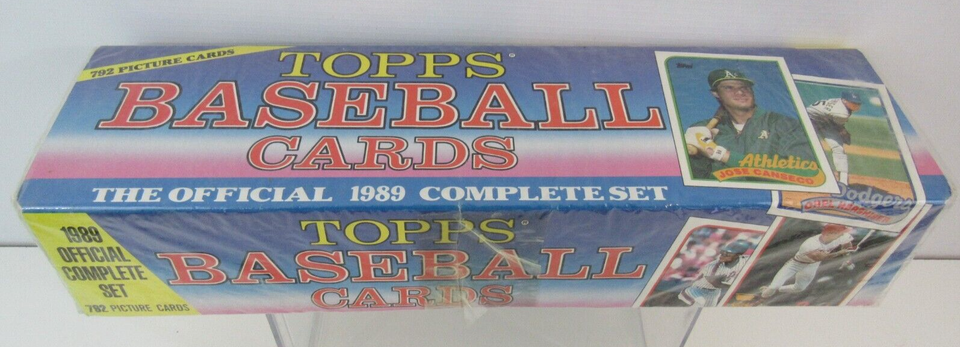 792 PICTURE CARDS
TOPPS
BASEBALL
CARDS
THE OFFICIAL 1989 COMPLETE SET
Topps
Athletics
JOSE CANSECO
Dodgers
1989
OFFICIAL
COMPLETE
SET
792 PICTURE CARDS
TOPPS
BASEBALL
CARDS